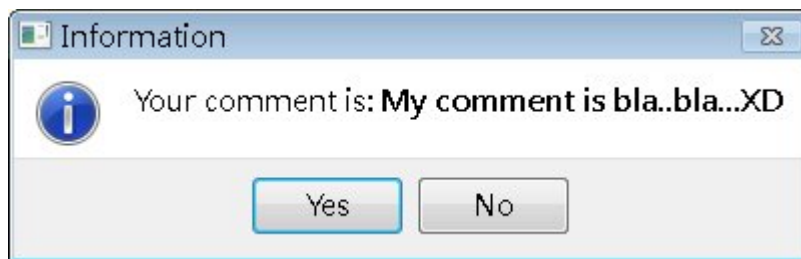 Information
Your comment is: My comment is bla..bla...XD
Yes No